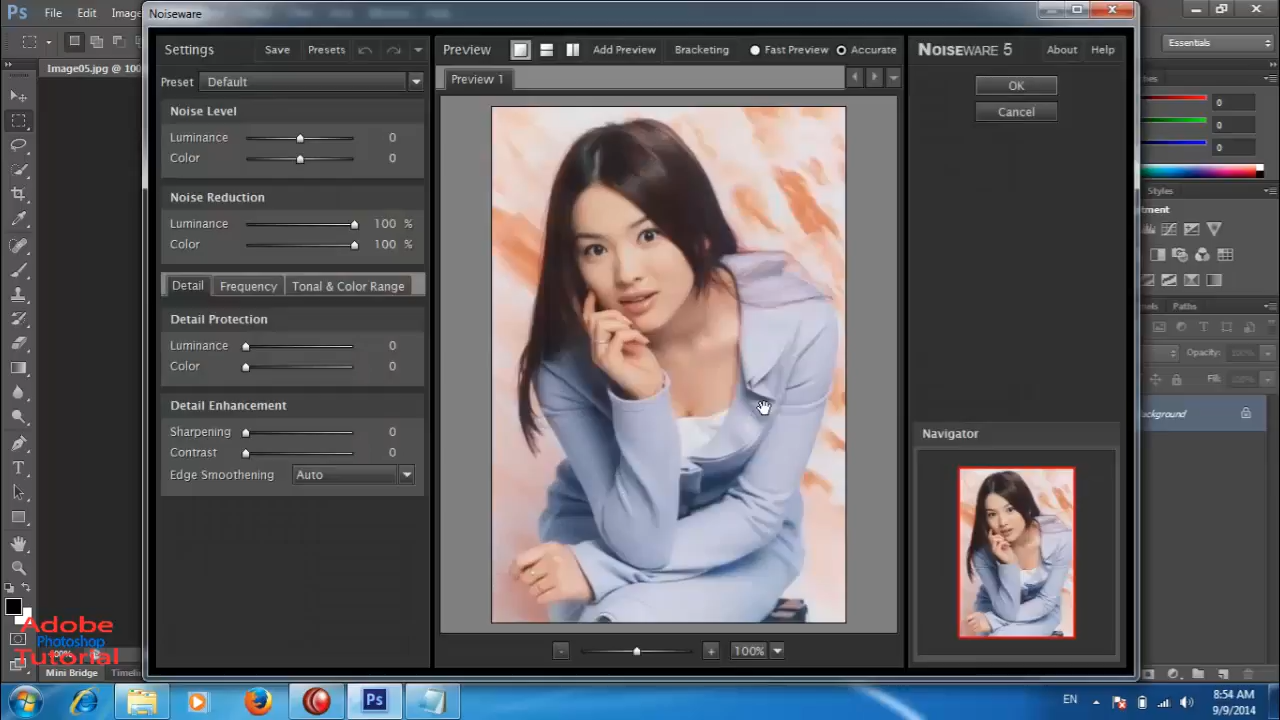 Ps File Edit Image
Noiseware
Essentials
Image05.jpg @ 100
Settings Save Presets
Preset Default
Noise Level
Luminance 0
Color 0
Noise Reduction
Luminance 100 %
Color 100 %
Detail Frequency Tonal & Color Range
Detail Protection
Luminance 0
Color 0
Detail Enhancement
Sharpening 0
Contrast 0
Edge Smoothening Auto
Preview Add Preview Bracketing Fast Preview Accurate
Preview 1
- + 100%
NOISEWARE 5 About Help
OK
Cancel
Navigator
0
0
0
Styles
Paths
Opacity: 100%
Fill: 100%
Adobe
Photoshop
Tutorial
Mini Bridge
Ps
EN
8:54 AM
9/9/2014